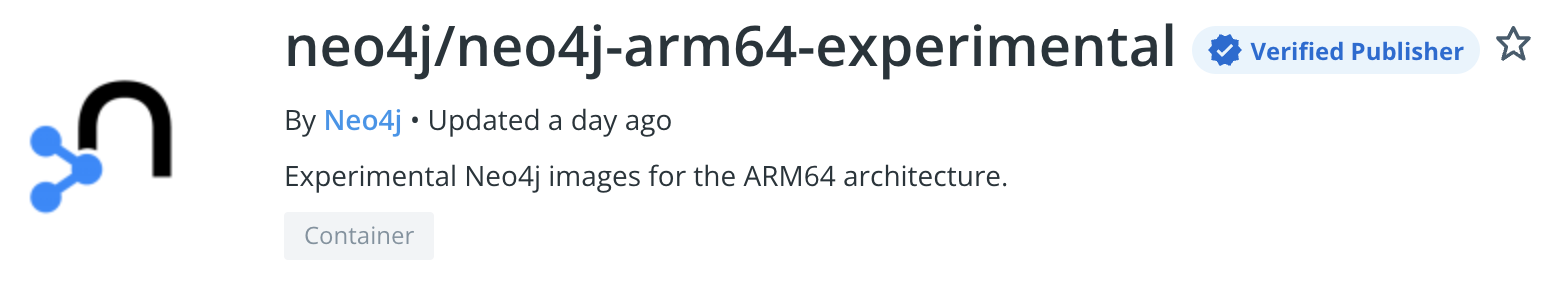 neo4j/neo4j-arm64-experimental Verified Publisher
By Neo4j • Updated a day ago
Experimental Neo4j images for the ARM64 architecture.
Container